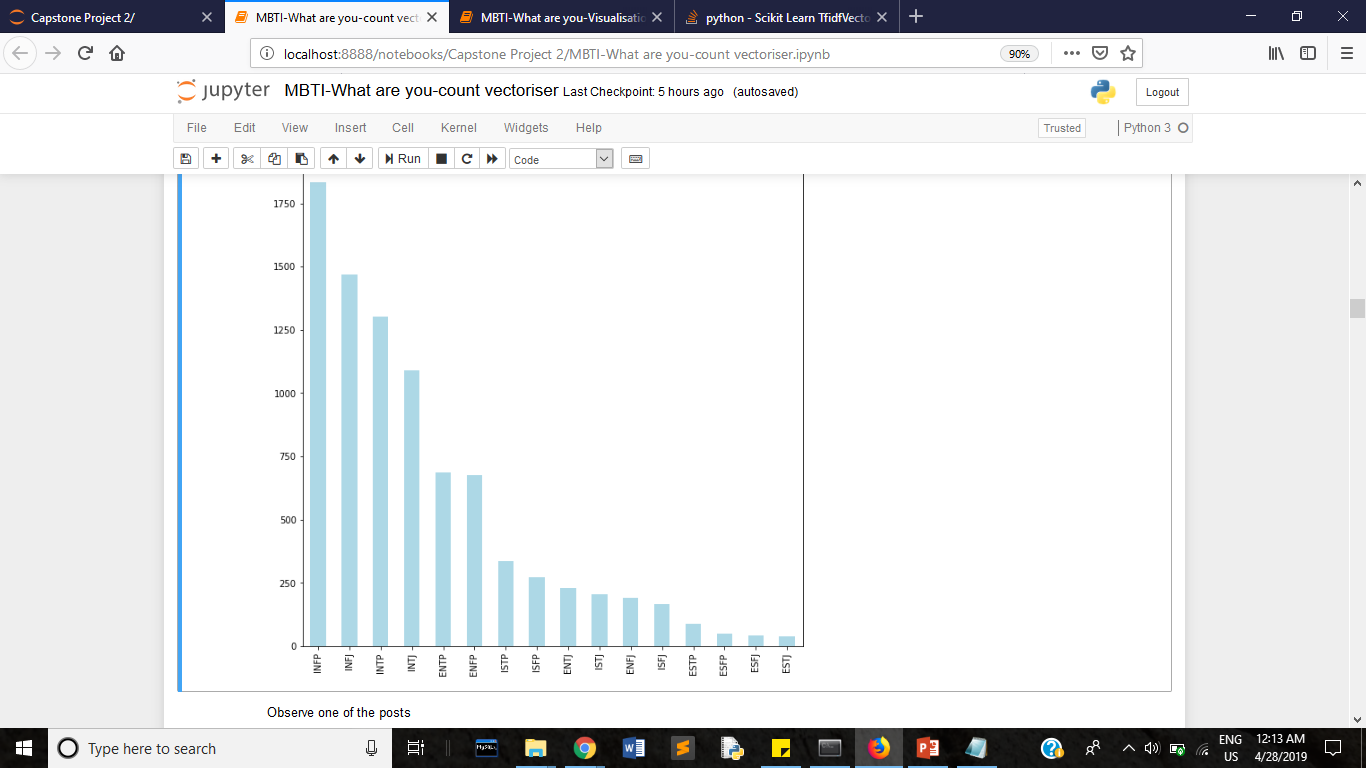 Capstone Project 2/
MBTI-What are you-count vect
MBTI-What are you-Visualisatio
python - Scikit Learn TfidfVecto
localhost:8888/notebooks/Capstone Project 2/MBTI-What are you-count vectoriser.ipynb
90%
jupyter MBTI-What are you-count vectoriser Last Checkpoint: 5 hours ago (autosaved)
Logout
File Edit View Insert Cell Kernel Widgets Help
Trusted
Python 3
Run
Code
1750
1500
1250
1000
750
500
250
0
INFP
INFJ
INTP
INTJ
ENTP
ENFP
ISTP
ISFP
ENTJ
ISTJ
ENFJ
ISFJ
ESTP
ESFP
ESFJ
ESTJ
Observe one of the posts
Type here to search
MySQL
ENG
US
12:13 AM
4/28/2019